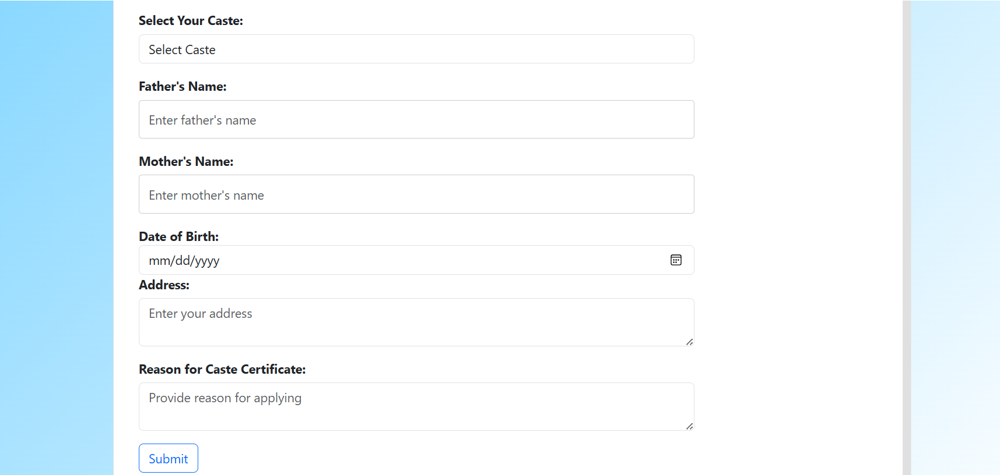 Select Your Caste:
Select Caste
Father's Name:
Enter father's name
Mother's Name:
Enter mother's name
Date of Birth:
mm/dd/yyyy
Address:
Enter your address
Reason for Caste Certificate:
Provide reason for applying
Submit